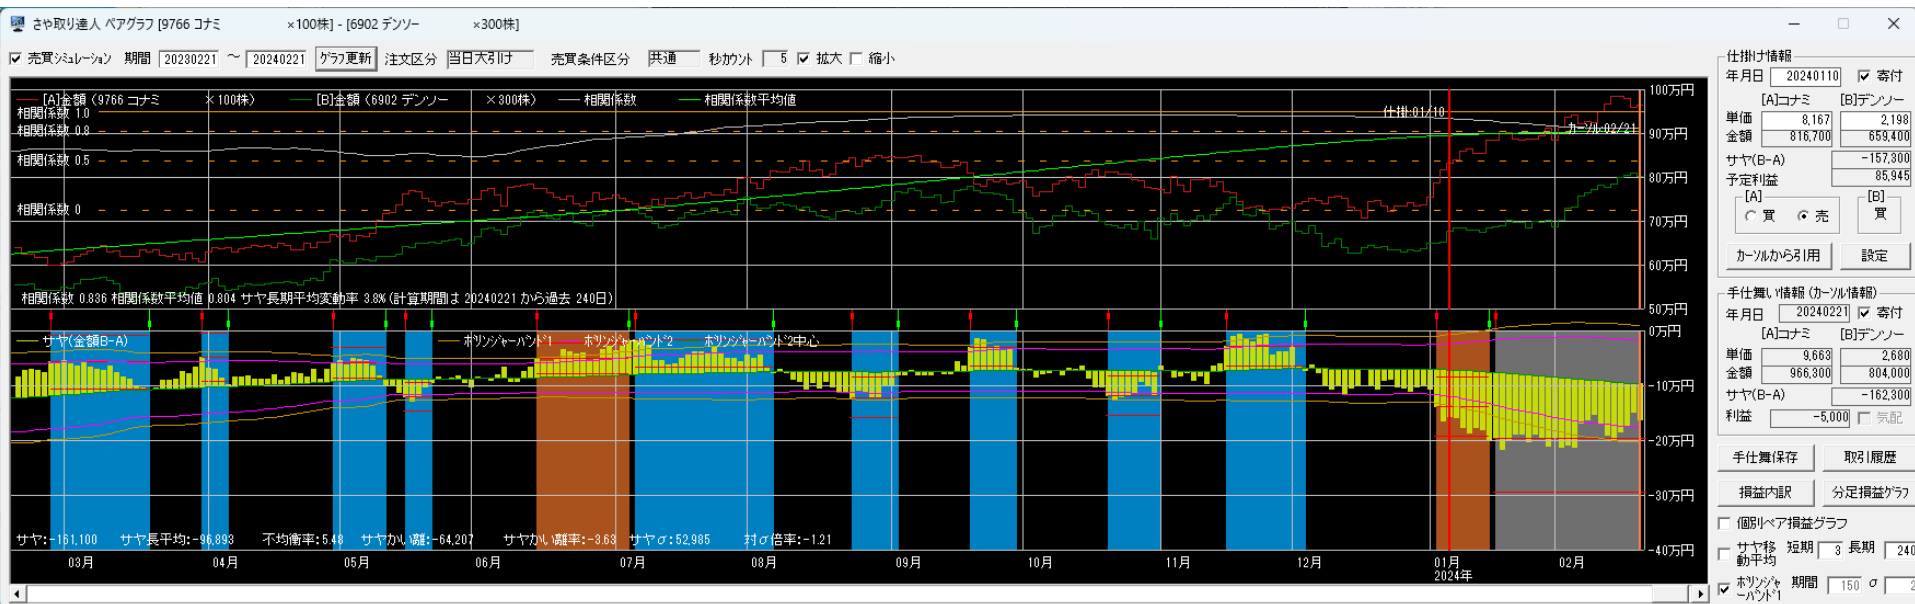 さや取り達人 ペアグラフ [9766 コナミ ×100株] - [6902 デンソー ×300株]
売買シミュレーション 期間 20230221 ～ 20240221 グラフ更新 注文区分 当日大引け 売買条件区分 共通 秒カウント 5 拡大 縮小
[A]金額 (9766 コナミ ×100株) [B]金額 (6902 デンソー ×300株) 相関係数 相関係数平均値
相関係数 1.0
相関係数 0.8
相関係数 0.5
相関係数 0
仕掛:01/10
カーソル:02/21
100万円
90万円
80万円
70万円
60万円
50万円
相関係数 0.836 相関係数平均値 0.804 サヤ長期平均変動率 3.8% (計算期間は 20240221 から過去 240日)
サヤ(金額B-A) ボリンジャーバンド1 ボリンジャーバンド2 ボリンジャーバンド2中心
0万円
-10万円
-20万円
-30万円
-40万円
サヤ:-161,100 サヤ長平均:-96,893 不均衡率:5.48 サヤかい離:-64,207 サヤかい離率:-3.63 サヤσ:52,985 対σ倍率:-1.21
03月 04月 05月 06月 07月 08月 09月 10月 11月 12月 01月 02月
2024年
仕掛け情報
年月日 20240110 寄付
[A]コナミ [B]デンソー
単価 8,167 2,198
金額 816,700 659,400
サヤ(B-A) -157,300
予定利益 85,945
[A] [B]
買 売 買
カーソルから引用 設定
手仕舞い情報 (カーソル情報)
年月日 20240221 寄付
[A]コナミ [B]デンソー
単価 9,663 2,680
金額 966,300 804,000
サヤ(B-A) -162,300
利益 -5,000 気配
手仕舞保存 取引履歴
損益内訳 分足損益グラフ
個別ペア損益グラフ
サヤ移動平均 短期 3 長期 240
ボリンジャーバンド1 期間 150 σ 2